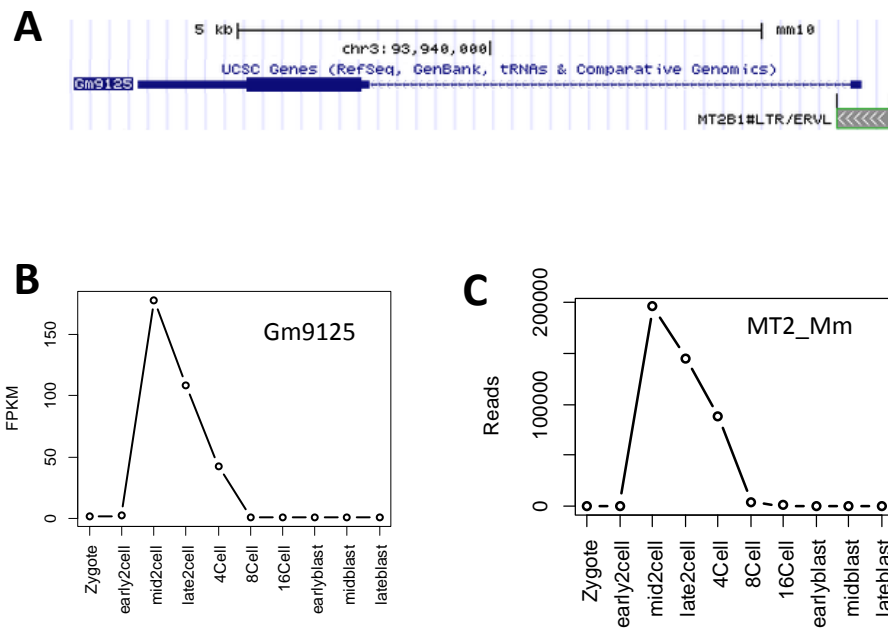 A
5 kb
mm10
chr3: 93,940,000
UCSC Genes (RefSeq, GenBank, tRNAs & Comparative Genomics)
Gm9125
MT2B1#LTR/ERVL
B
Gm9125
FPKM
150
100
50
0
Zygote
early2cell
mid2cell
late2cell
4Cell
8Cell
16Cell
earlyblast
midblast
lateblast
C
MT2_Mm
Reads
200000
100000
0
Zygote
early2cell
mid2cell
late2cell
4Cell
8Cell
16Cell
earlyblast
midblast
lateblast